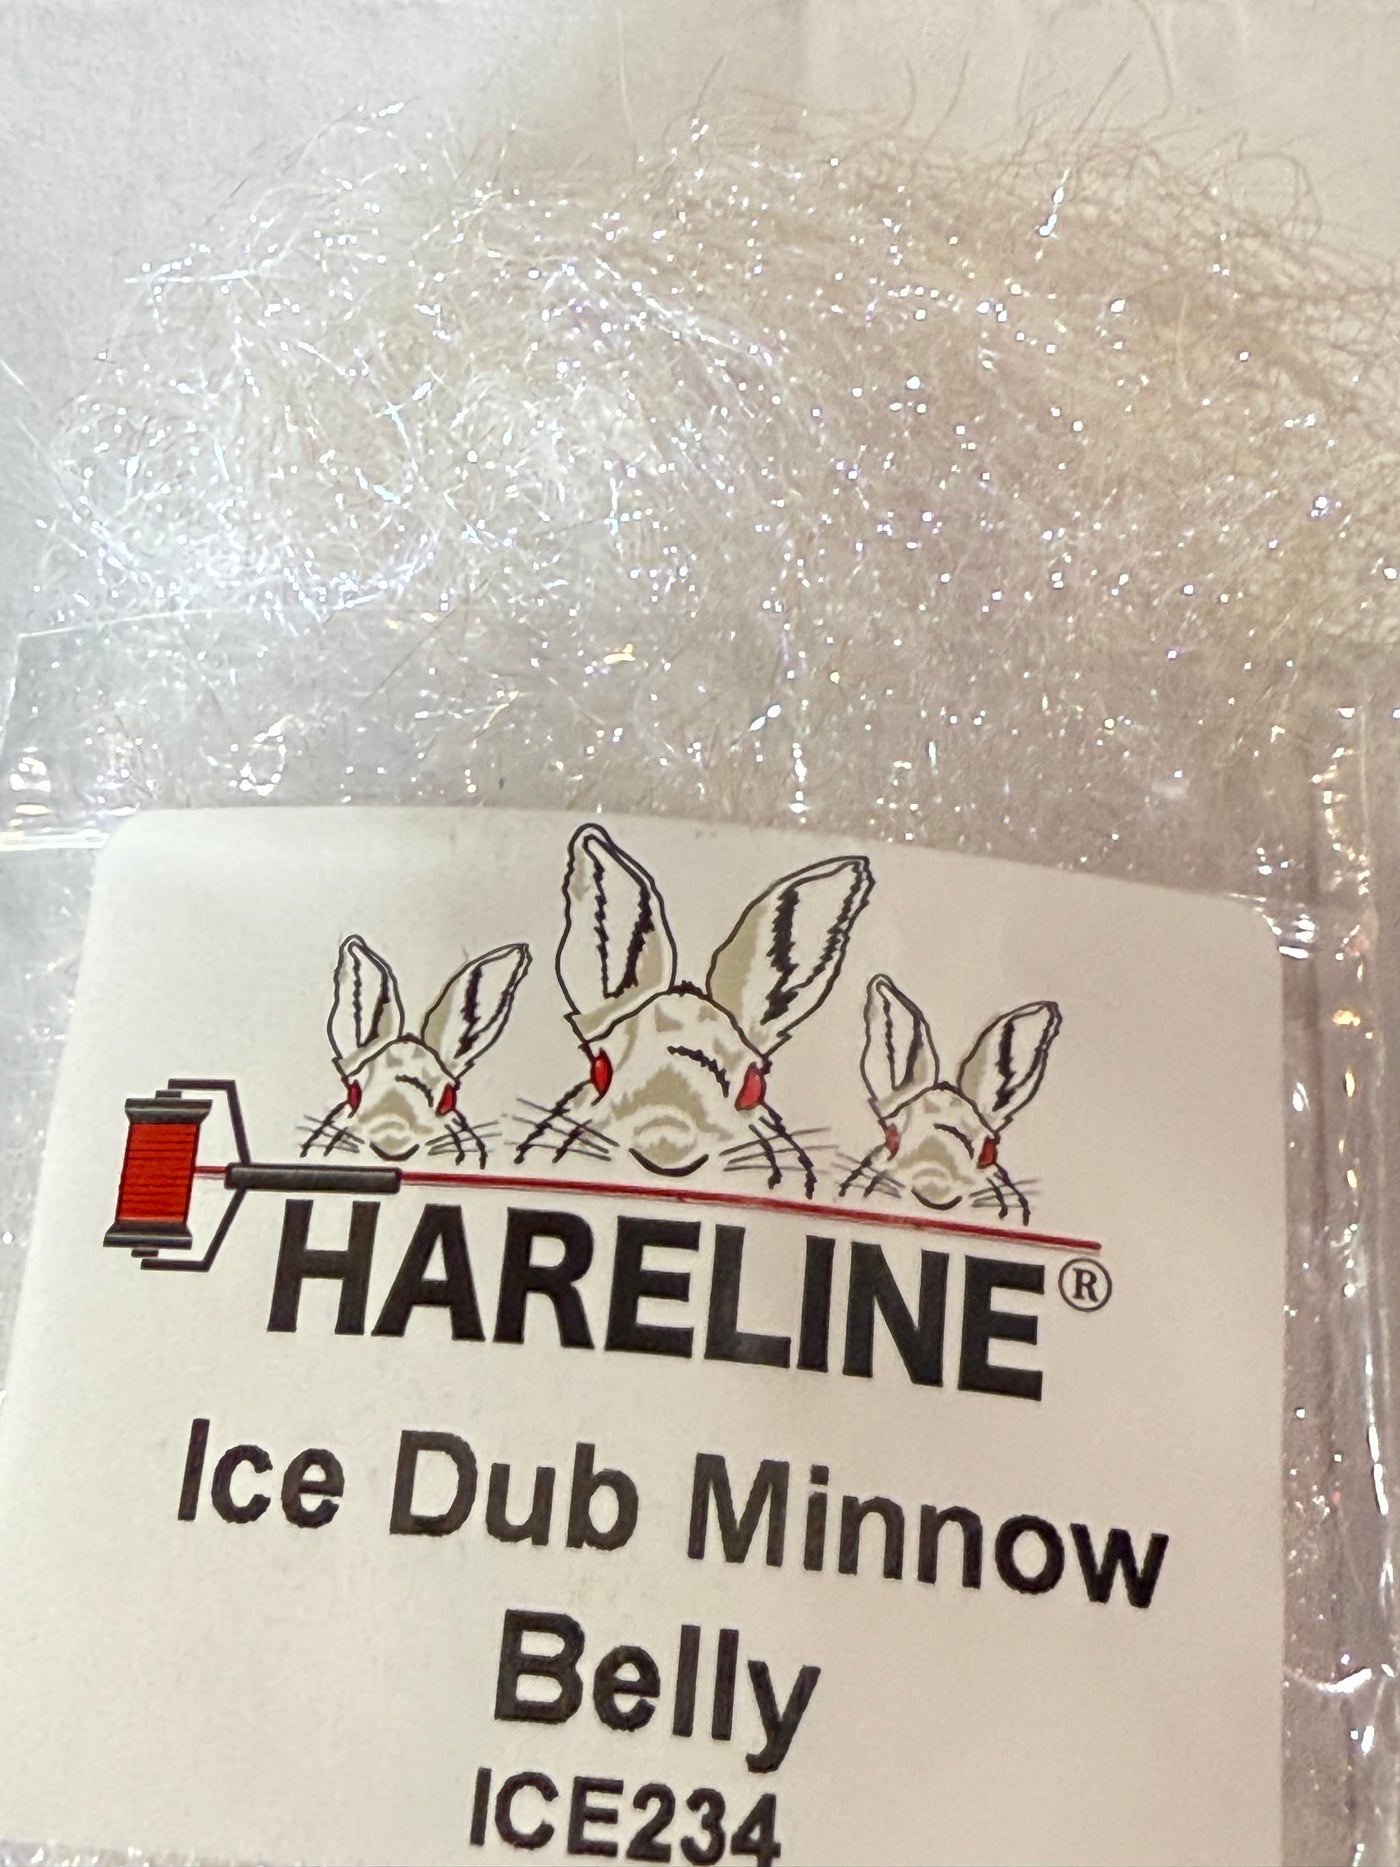 HARELINE®
Ice Dub Minnow
Belly
ICE234